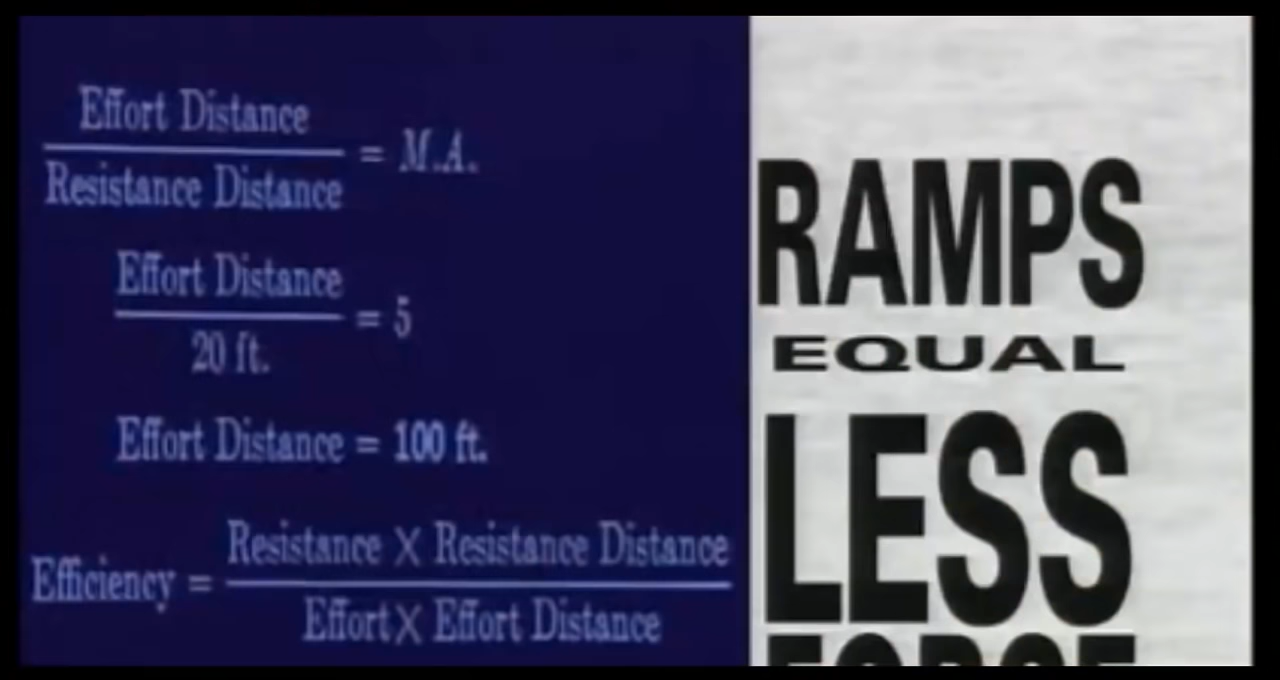 Effort Distance
Resistance Distance = M.A.
Effort Distance
20 ft. = 5
Effort Distance = 100 ft.
Efficiency = Resistance X Resistance Distance
Effort X Effort Distance
RAMPS
EQUAL
LESS
FORCE